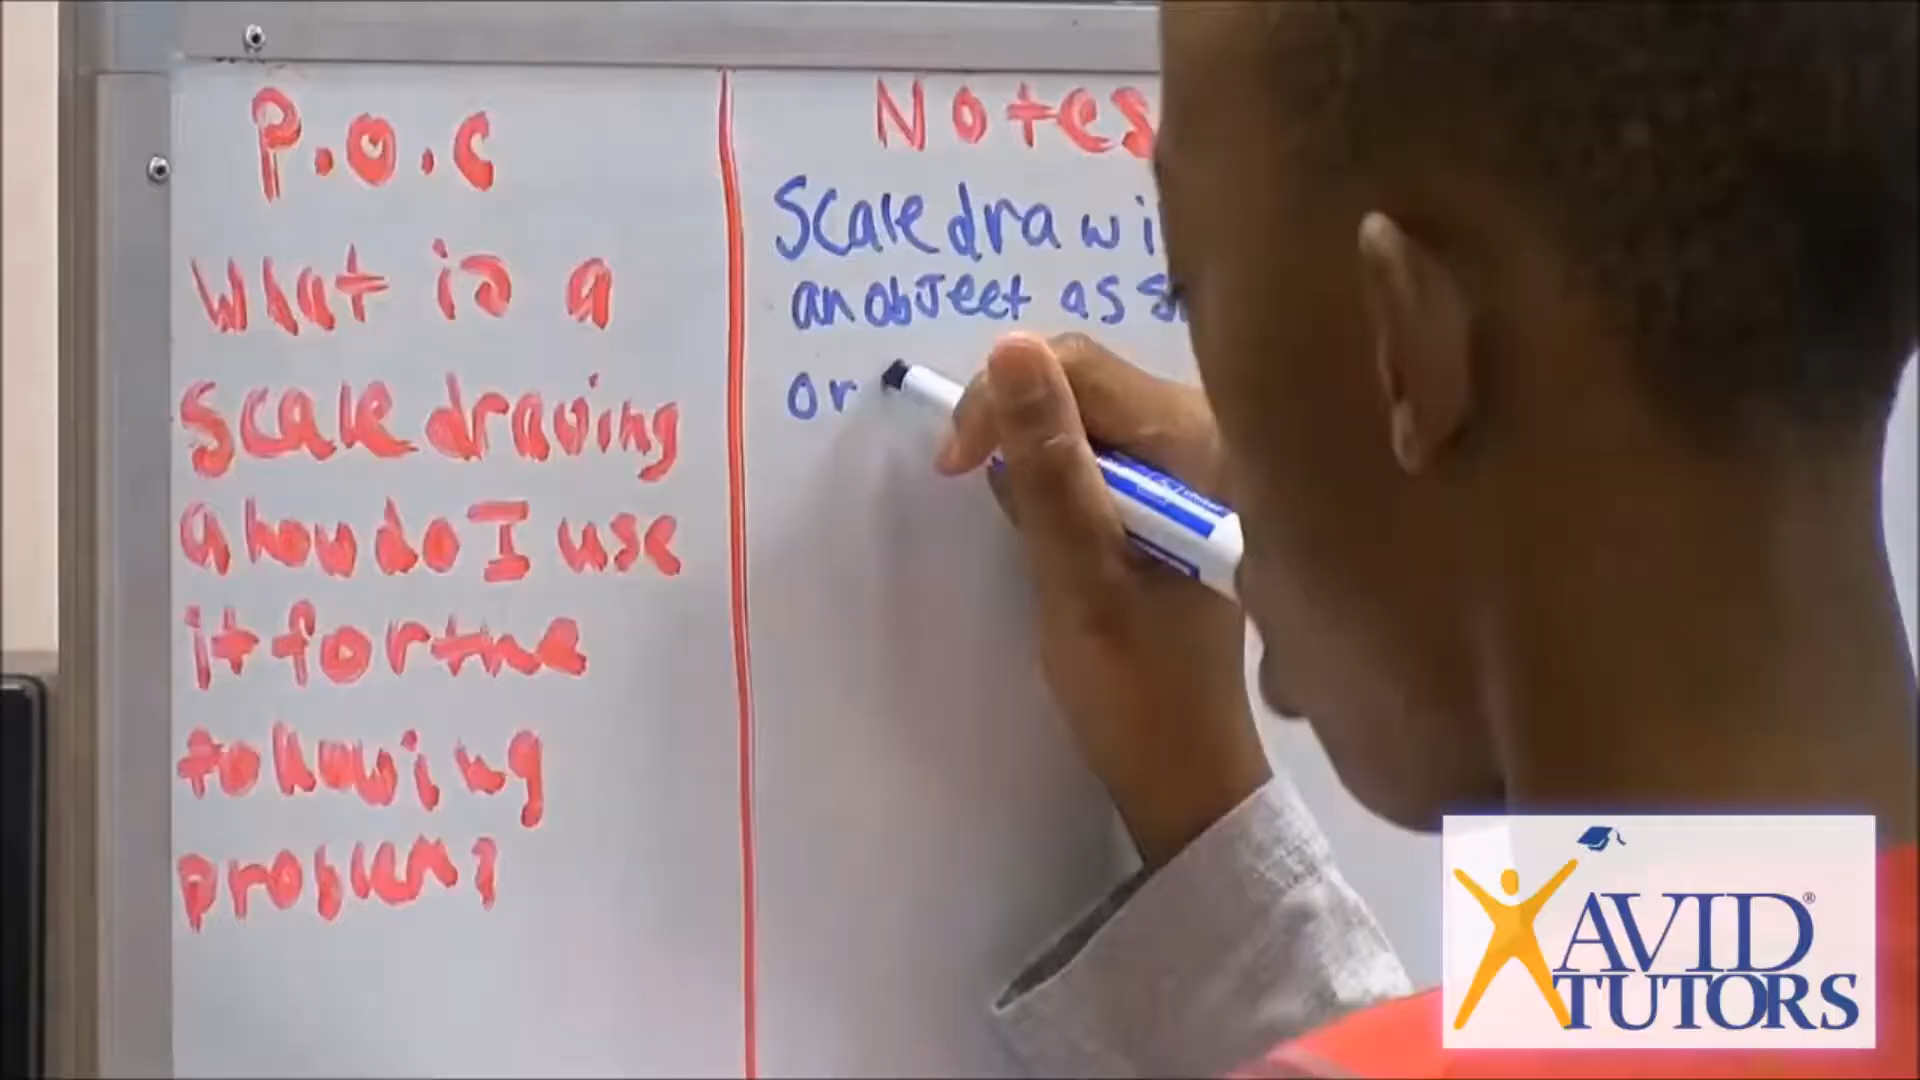 P.O.C
What is a
Scale drawing
a how do I use
it for the
following
problem?
Notes
Scale drawi
an object as s
or
AVID®
TUTORS